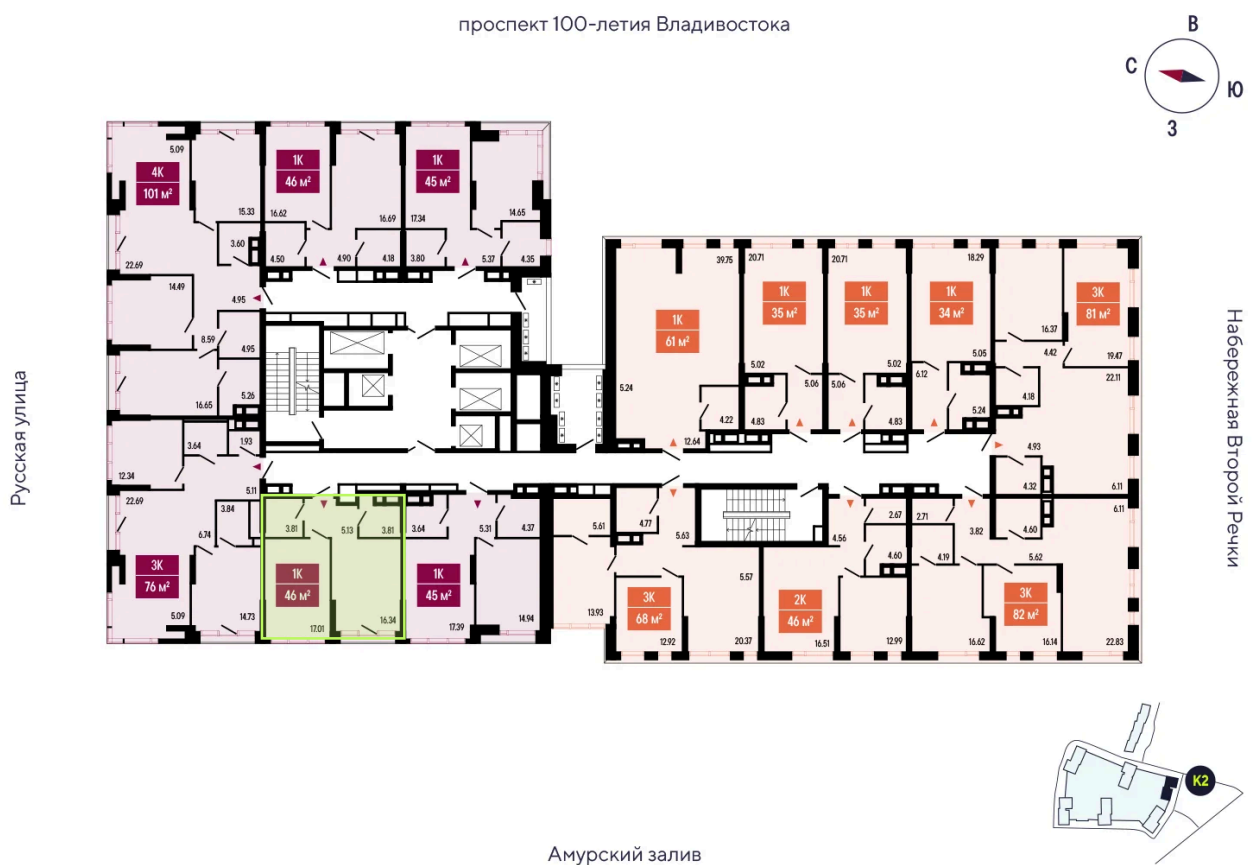 проспект 100-летия Владивостока
В
С
Ю
З
Русская улица
Набережная Второй Речки
Амурский залив
К2
5.09
4К
101 м²
15.33
3.60
22.69
14.49
4.95
8.59
4.95
16.65
5.26
1К
46 м²
16.62
16.69
4.50
4.90
4.18
1К
45 м²
17.34
14.65
3.80
5.37
4.35
3.64
1.93
12.34
22.69
5.11
3.84
6.74
3К
76 м²
5.09
14.73
3.81
5.13
3.81
1К
46 м²
17.01
16.34
3.64
5.31
4.37
1К
45 м²
17.39
14.94
39.75
1К
61 м²
5.24
4.22
12.64
20.71
1К
35 м²
5.02
5.06
4.83
20.71
1К
35 м²
5.02
5.06
4.83
18.29
1К
34 м²
5.05
6.12
5.24
3К
81 м²
16.37
19.47
4.42
22.11
4.18
4.93
4.32
6.11
5.61
4.77
5.63
5.57
13.93
3К
68 м²
12.92
20.37
2.67
4.56
4.60
2К
46 м²
16.51
12.99
2.71
3.82
4.60
6.11
4.19
5.62
3К
82 м²
16.62
16.14
22.83